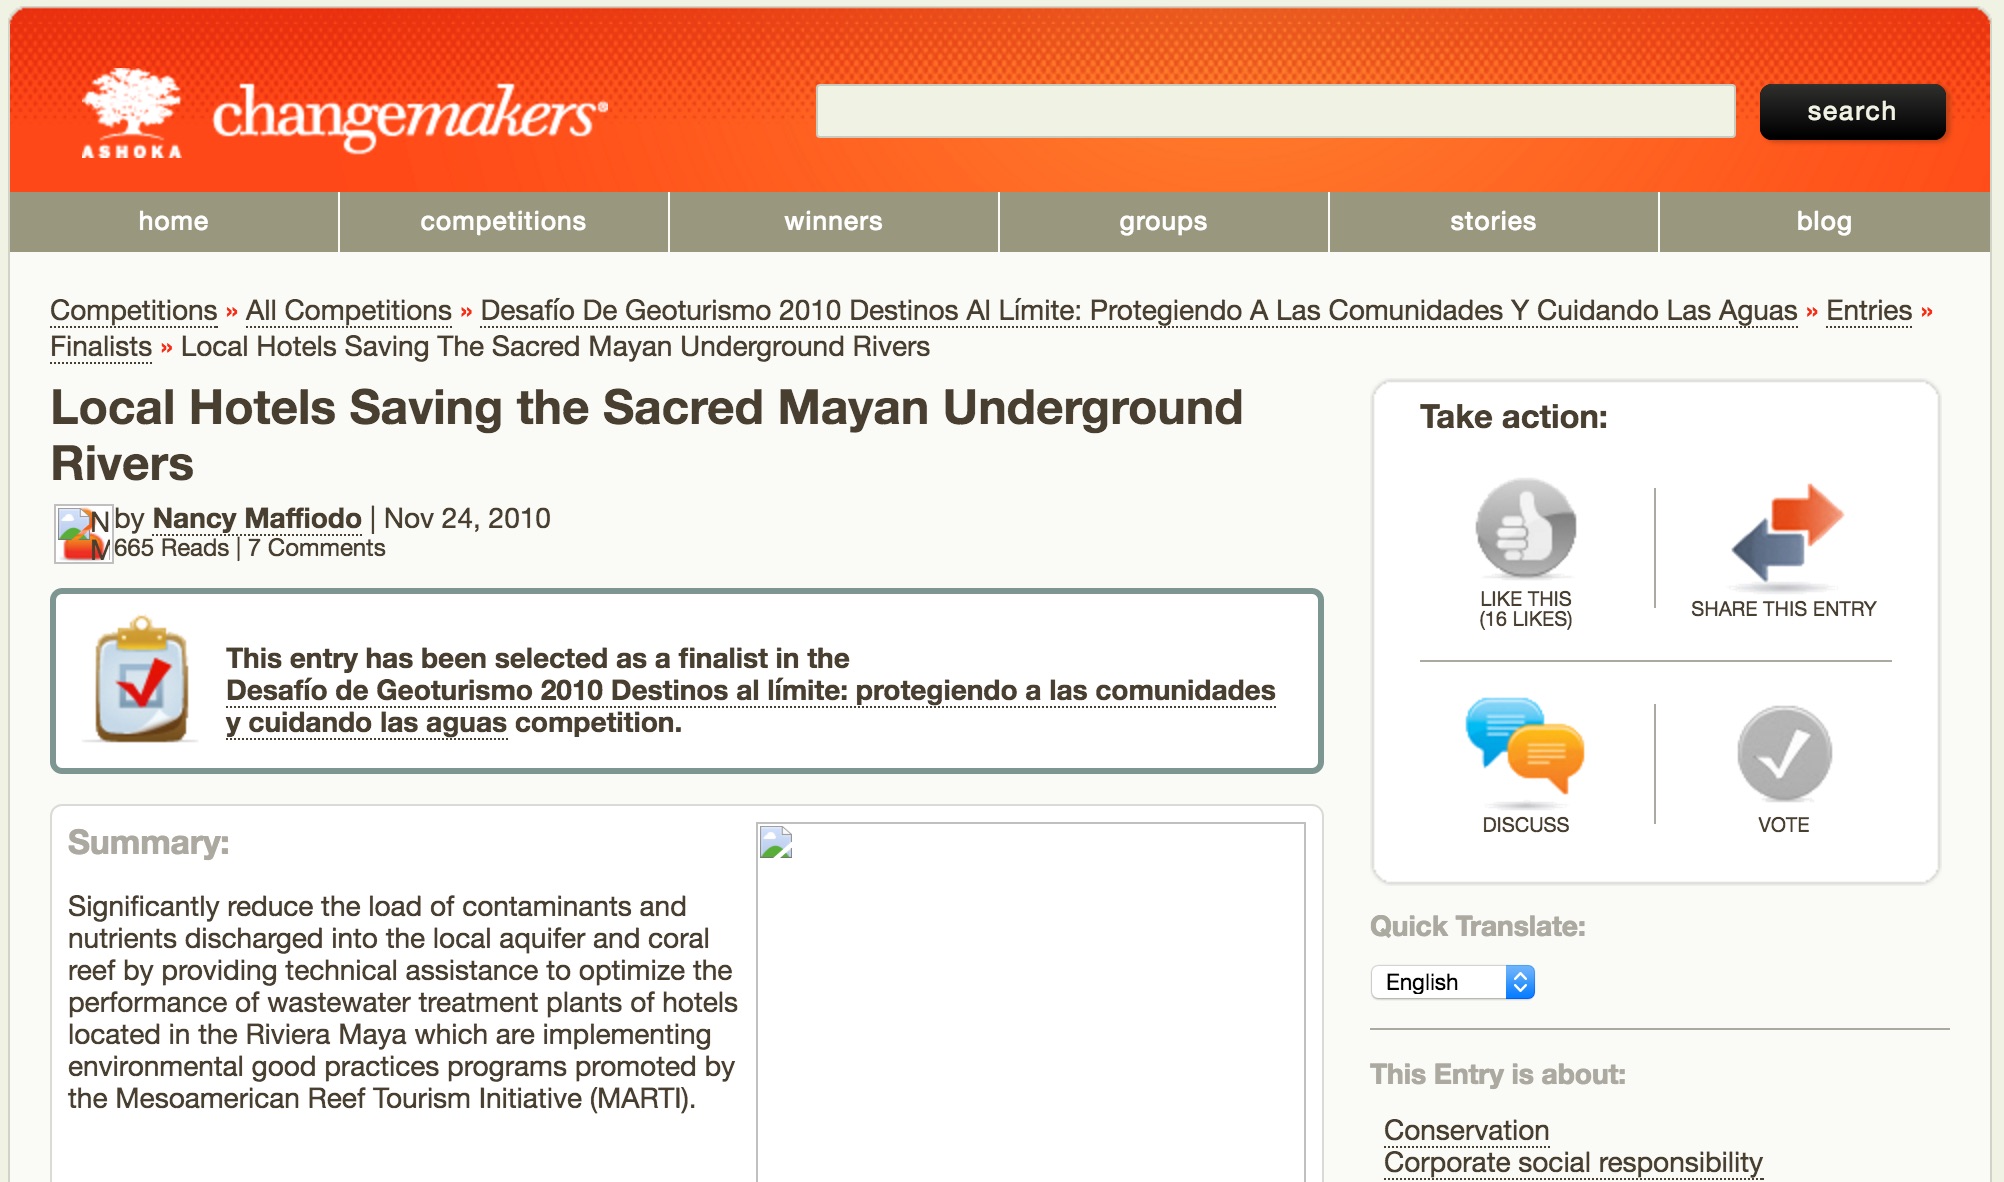 ASHOKA
changemakers®
search
home
competitions
winners
groups
stories
blog
Competitions » All Competitions » Desafío De Geoturismo 2010 Destinos Al Límite: Protegiendo A Las Comunidades Y Cuidando Las Aguas » Entries »
Finalists » Local Hotels Saving The Sacred Mayan Underground Rivers
Local Hotels Saving the Sacred Mayan Underground
Rivers
N
M
by Nancy Maffiodo | Nov 24, 2010
665 Reads | 7 Comments
This entry has been selected as a finalist in the
Desafío de Geoturismo 2010 Destinos al límite: protegiendo a las comunidades
y cuidando las aguas competition.
Summary:
Significantly reduce the load of contaminants and
nutrients discharged into the local aquifer and coral
reef by providing technical assistance to optimize the
performance of wastewater treatment plants of hotels
located in the Riviera Maya which are implementing
environmental good practices programs promoted by
the Mesoamerican Reef Tourism Initiative (MARTI).
Take action:
LIKE THIS
(16 LIKES)
SHARE THIS ENTRY
DISCUSS
VOTE
Quick Translate:
English
This Entry is about:
Conservation
Corporate social responsibility